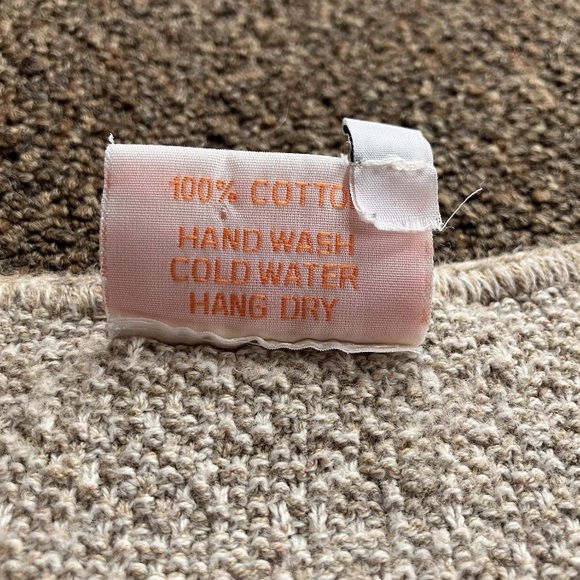 100% COTTO
HAND WASH
COLD WATER
HANG DRY